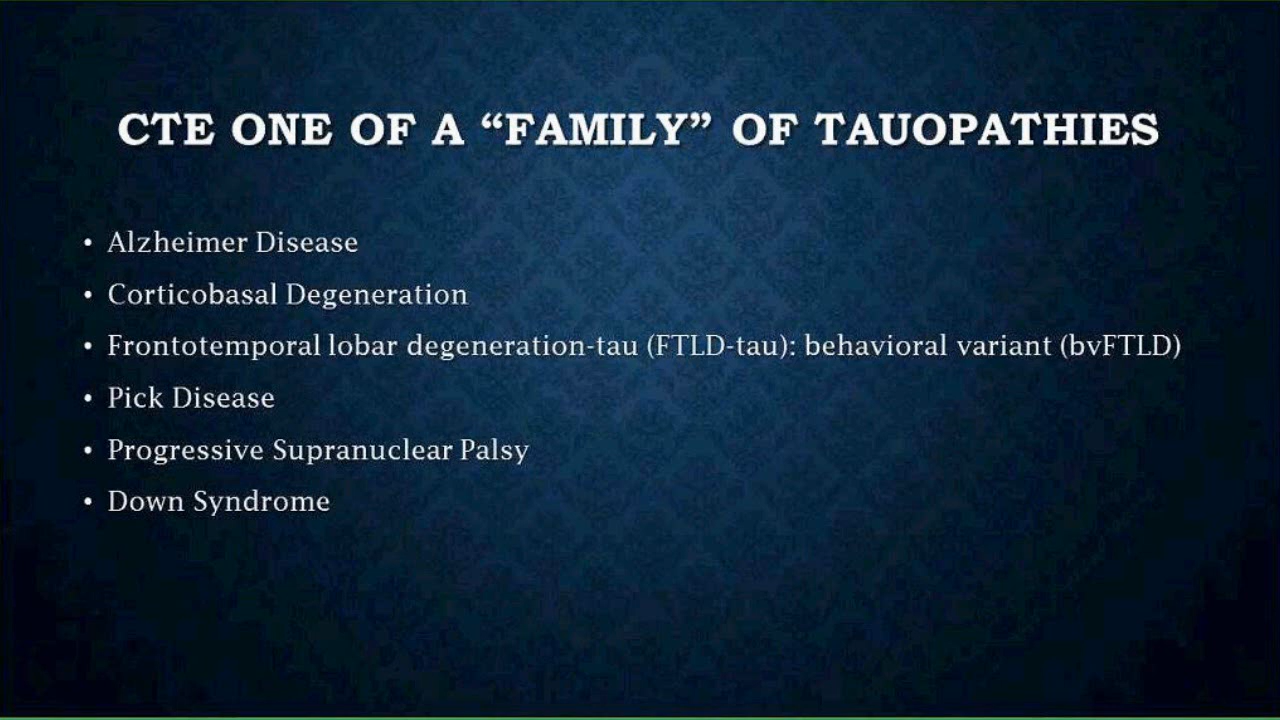 CTE ONE OF A “FAMILY” OF TAUOPATHIES
• Alzheimer Disease
• Corticobasal Degeneration
• Frontotemporal lobar degeneration-tau (FTLD-tau): behavioral variant (bvFTLD)
• Pick Disease
• Progressive Supranuclear Palsy
• Down Syndrome